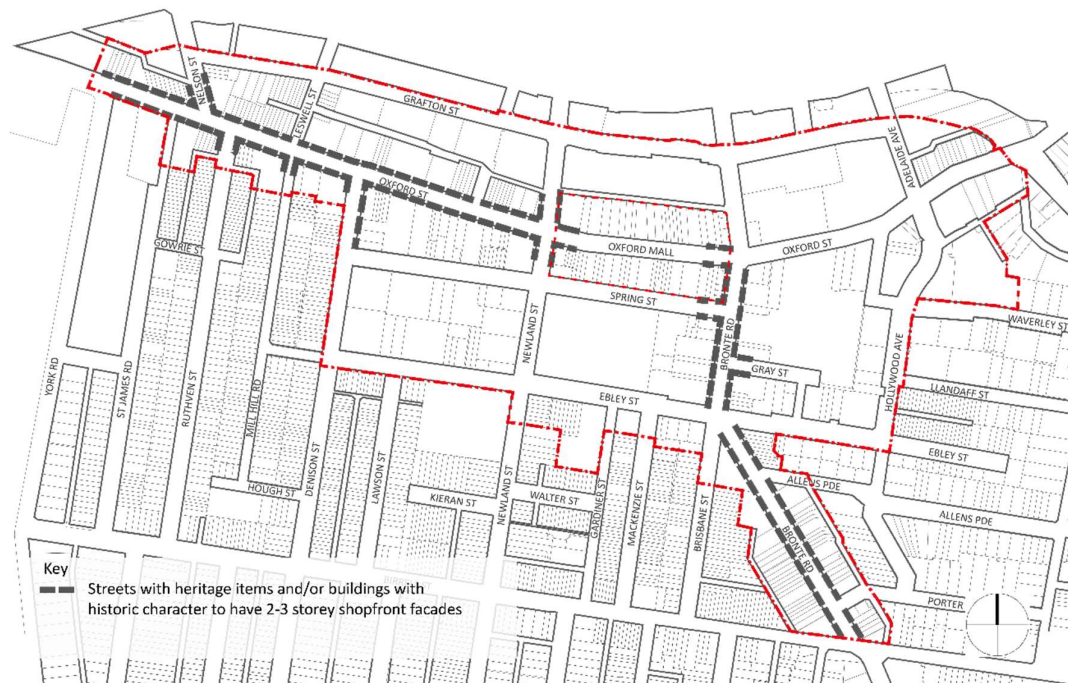 NELSON ST
LESWELL ST
GRAFTON ST
ADELAIDE AVE
OXFORD ST
OXFORD MALL
OXFORD ST
GOWRIE ST
SPRING ST
NEWLAND ST
BRONTE RD
WAVERLEY ST
GRAY ST
HOLLYWOOD AVE
LLANDAFF ST
YORK RD
ST JAMES RD
RUTHVEN ST
MILL HILL RD
EBLEY ST
EBLEY ST
DENISON ST
LAWSON ST
HOUGH ST
KIERAN ST
NEWLAND ST
WALTER ST
GARDINER ST
MACKENZIE ST
BRISBANE ST
ALLENS PDE
ALLENS PDE
BRONTE RD
PORTER
Key
Streets with heritage items and/or buildings with
historic character to have 2-3 storey shopfront facades